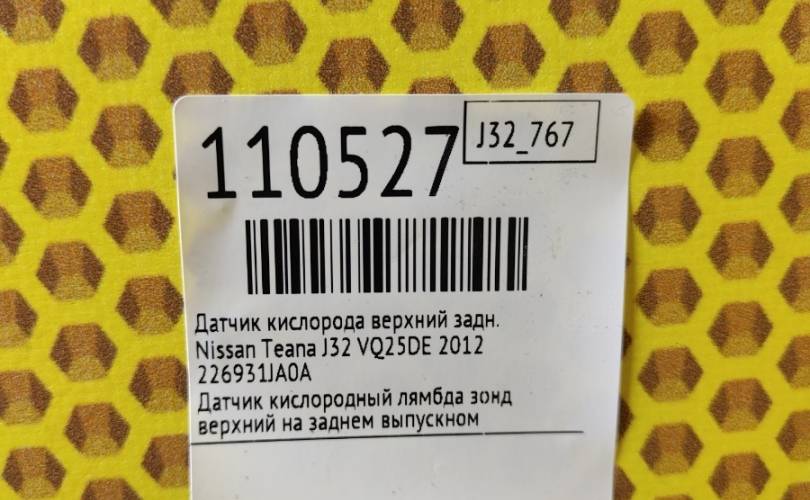 110527
J32_767
Датчик кислорода верхний задн.
Nissan Teana J32 VQ25DE 2012
226931JA0A
Датчик кислородный лямбда зонд
верхний на заднем выпускном